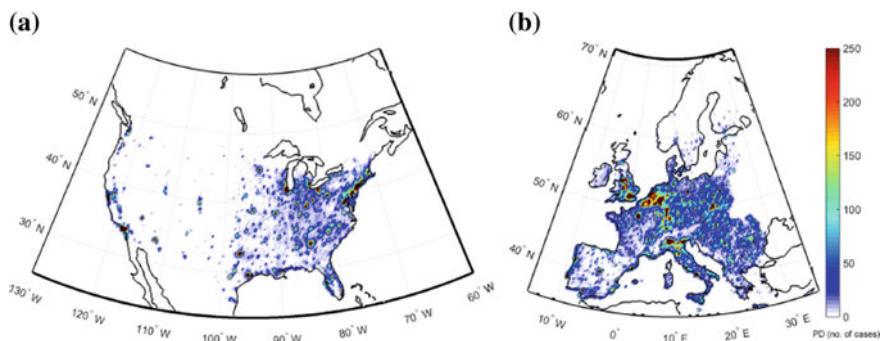 (a)
50° N
40° N
30° N
130° W
120° W
110° W
100° W
90° W
80° W
70° W
60° W
(b)
70° N
60° N
50° N
40° N
10° W
0°
10° E
20° E
30° E
250
200
150
100
50
0
PD (no. of cases)